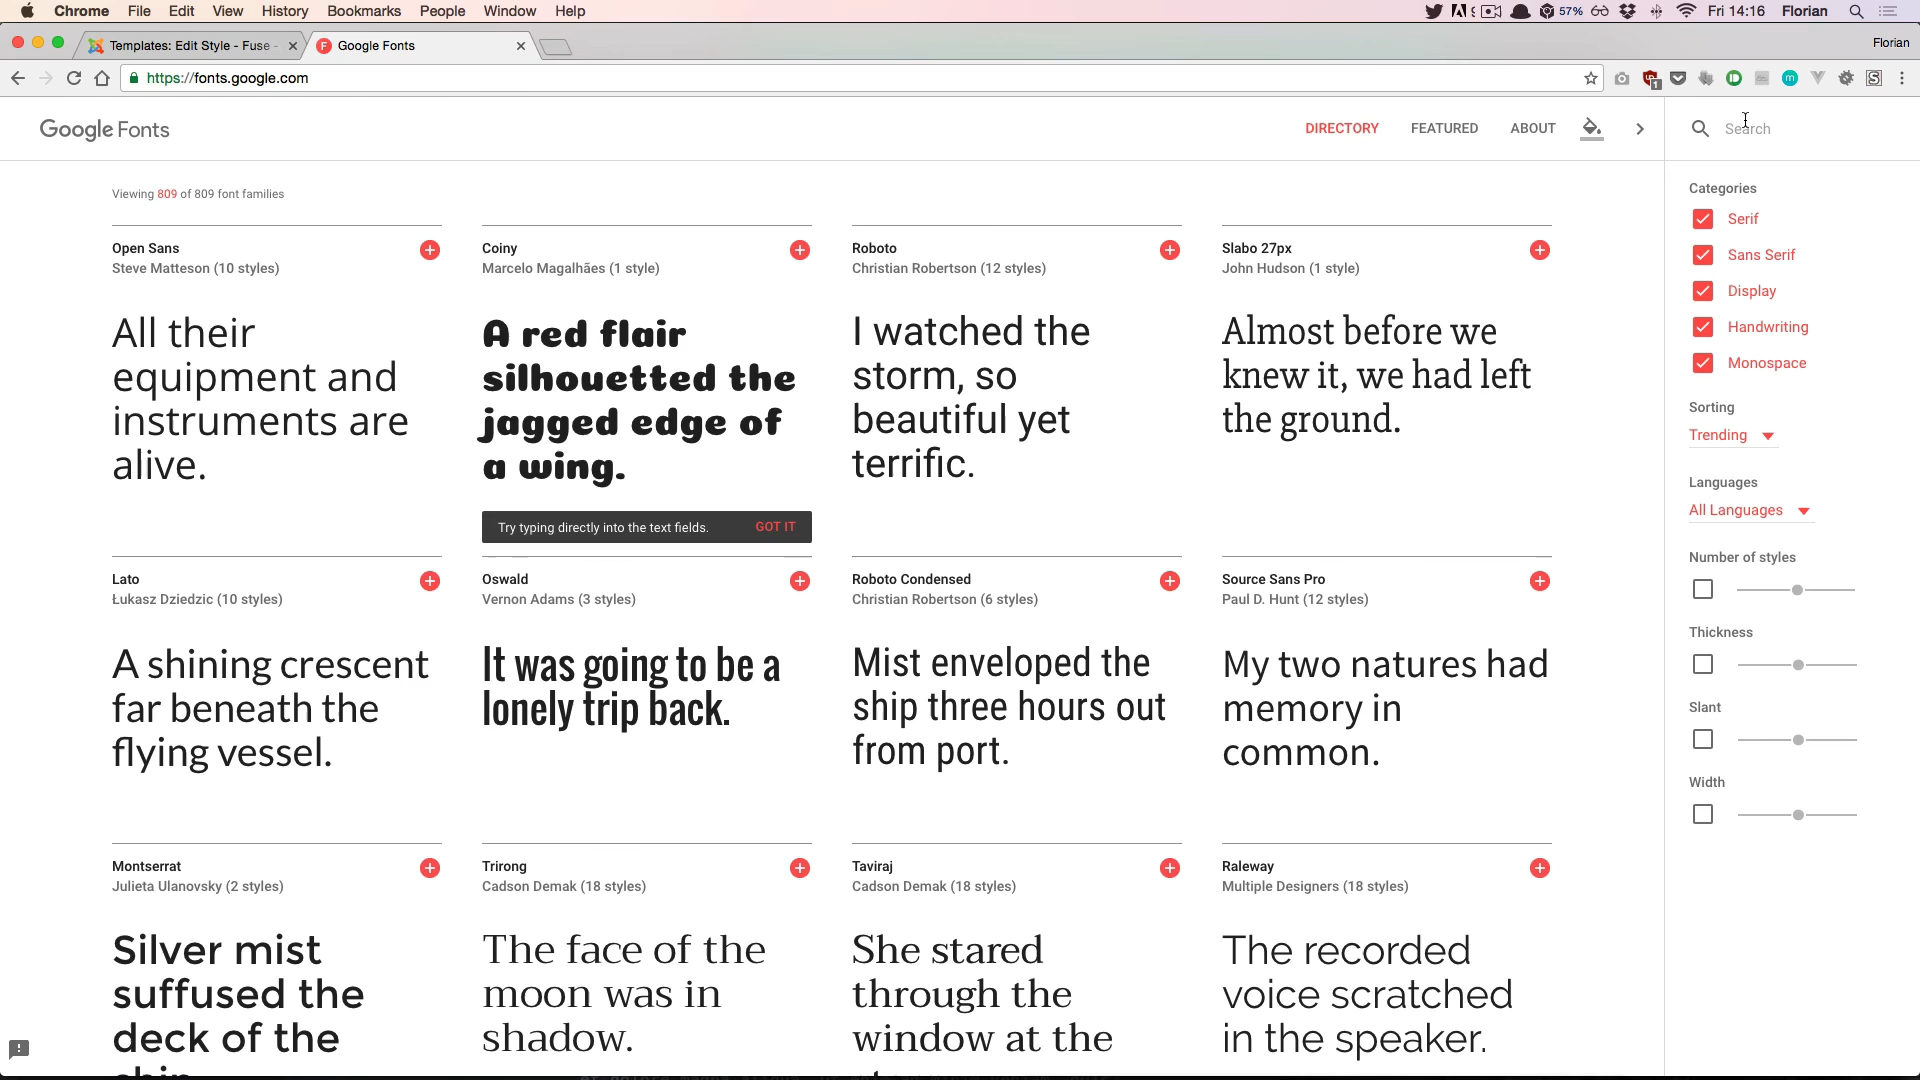 Chrome File Edit View History Bookmarks People Window Help 57% Fri 14:16 Florian
Templates: Edit Style - Fuse - Google Fonts Florian
https://fonts.google.com
Google Fonts DIRECTORY FEATURED ABOUT Search
Viewing 809 of 809 font families
Open Sans
Steve Matteson (10 styles)
All their
equipment and
instruments are
alive.
Coiny
Marcelo Magalhães (1 style)
A red flair
silhouetted the
jagged edge of
a wing.
Try typing directly into the text fields. GOT IT
Roboto
Christian Robertson (12 styles)
I watched the
storm, so
beautiful yet
terrific.
Slabo 27px
John Hudson (1 style)
Almost before we
knew it, we had left
the ground.
Lato
Łukasz Dziedzic (10 styles)
A shining crescent
far beneath the
flying vessel.
Oswald
Vernon Adams (3 styles)
It was going to be a
lonely trip back.
Roboto Condensed
Christian Robertson (6 styles)
Mist enveloped the
ship three hours out
from port.
Source Sans Pro
Paul D. Hunt (12 styles)
My two natures had
memory in
common.
Montserrat
Julieta Ulanovsky (2 styles)
Silver mist
suffused the
deck of the
Trirong
Cadson Demak (18 styles)
The face of the
moon was in
shadow.
Taviraj
Cadson Demak (18 styles)
She stared
through the
window at the
Raleway
Multiple Designers (18 styles)
The recorded
voice scratched
in the speaker.
Categories
Serif
Sans Serif
Display
Handwriting
Monospace
Sorting
Trending
Languages
All Languages
Number of styles
Thickness
Slant
Width